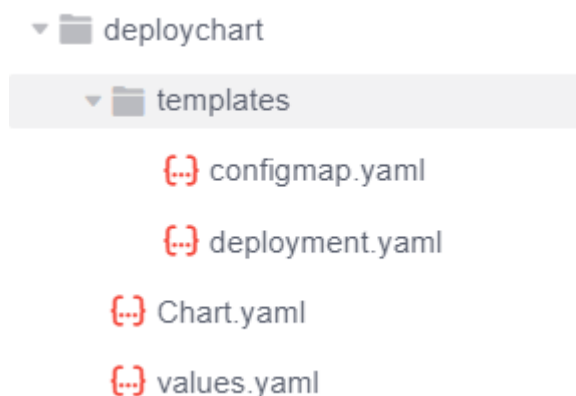 deploychart
templates
configmap.yaml
deployment.yaml
Chart.yaml
values.yaml